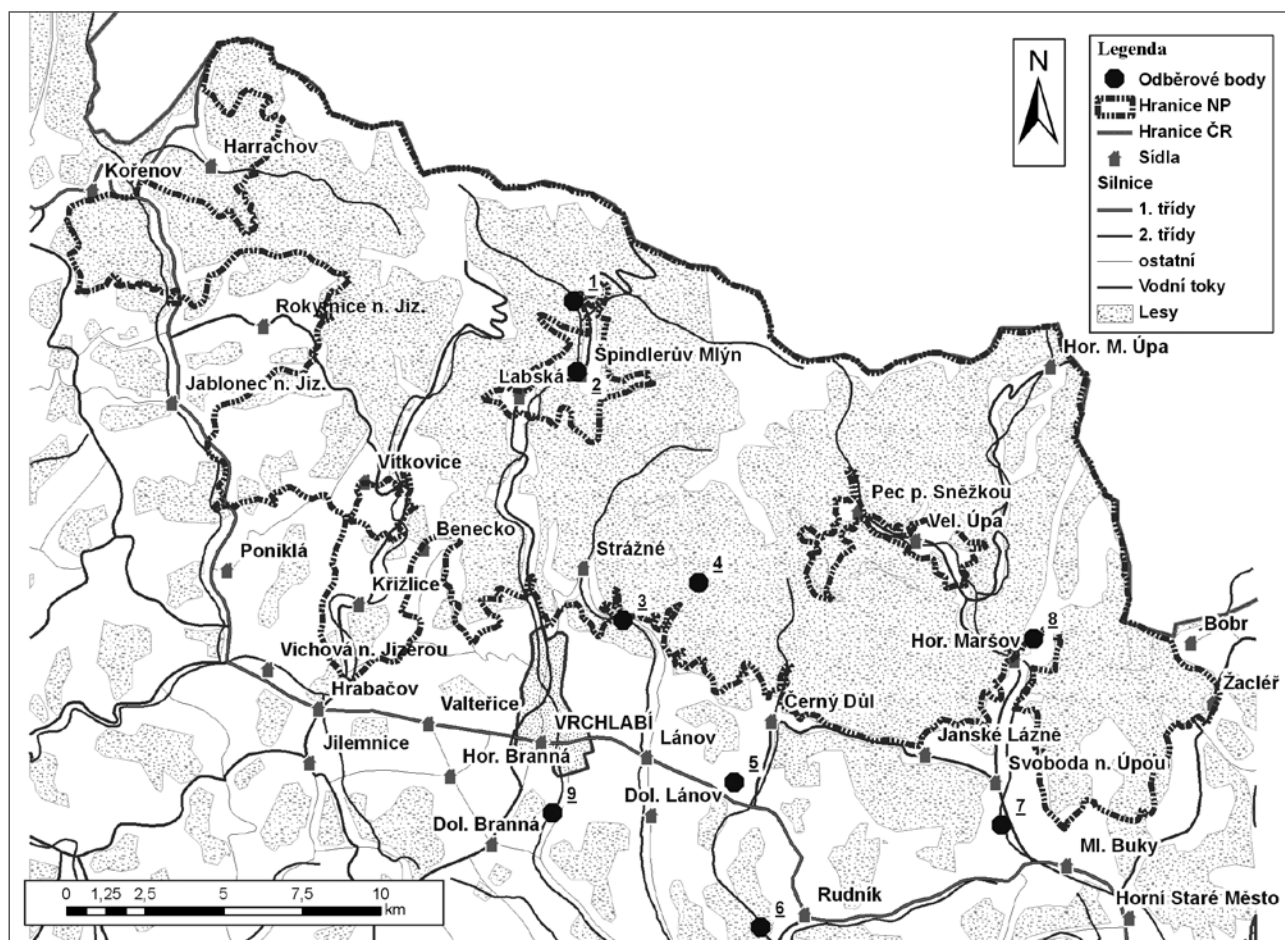 N
Legenda
Odběrové body
Hranice NP
Hranice ČR
Sídla
Silnice
1. třídy
2. třídy
ostatní
Vodní toky
Lesy
Harrachov
Kořenov
1
Rokytnice n. Jiz.
Hor. M. Úpa
Špindlerův Mlýn
Labská
2
Jablonec n. Jiz.
Vítkovice
Pec p. Sněžkou
Vel. Úpa
Benecko
Strážné
4
Poniklá
Křižlice
3
8
Bobr
Hor. Maršov
Vichová n. Jizerou
Žacléř
Hrabačov
Černý Důl
Valteřice
VRCHLABÍ
Lánov
Janské Lázně
Jilemnice
Hor. Branná
Svoboda n. Úpou
5
Dol. Lánov
9
7
Dol. Branná
Ml. Buky
Rudník
Horní Staré Město
6
0 1,25 2,5 5 7,5 10
km